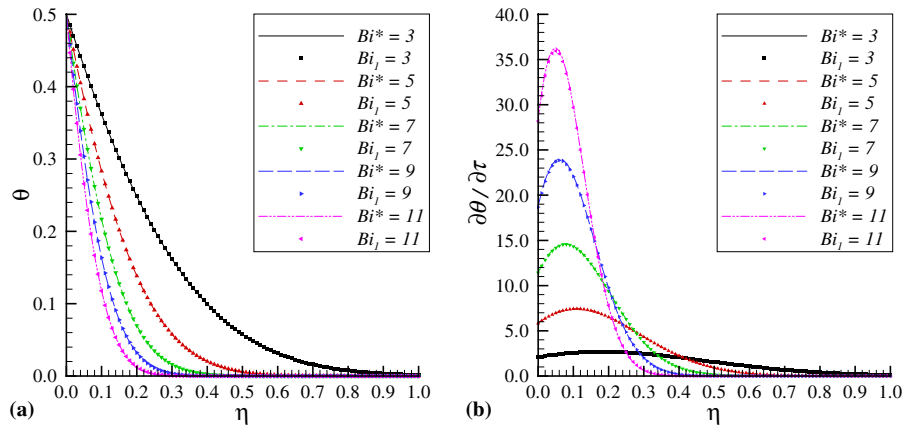 0.5
0.4
0.3
0.2
0.1
0.0
θ
0.0 0.1 0.2 0.3 0.4 0.5 0.6 0.7 0.8 0.9 1.0
η
(a)
Bi* = 3
Bi₁ = 3
Bi* = 5
Bi₁ = 5
Bi* = 7
Bi₁ = 7
Bi* = 9
Bi₁ = 9
Bi* = 11
Bi₁ = 11
40.0
35.0
30.0
25.0
20.0
15.0
10.0
5.0
0.0
∂θ/∂τ
0.0 0.1 0.2 0.3 0.4 0.5 0.6 0.7 0.8 0.9 1.0
η
(b)
Bi* = 3
Bi₁ = 3
Bi* = 5
Bi₁ = 5
Bi* = 7
Bi₁ = 7
Bi* = 9
Bi₁ = 9
Bi* = 11
Bi₁ = 11